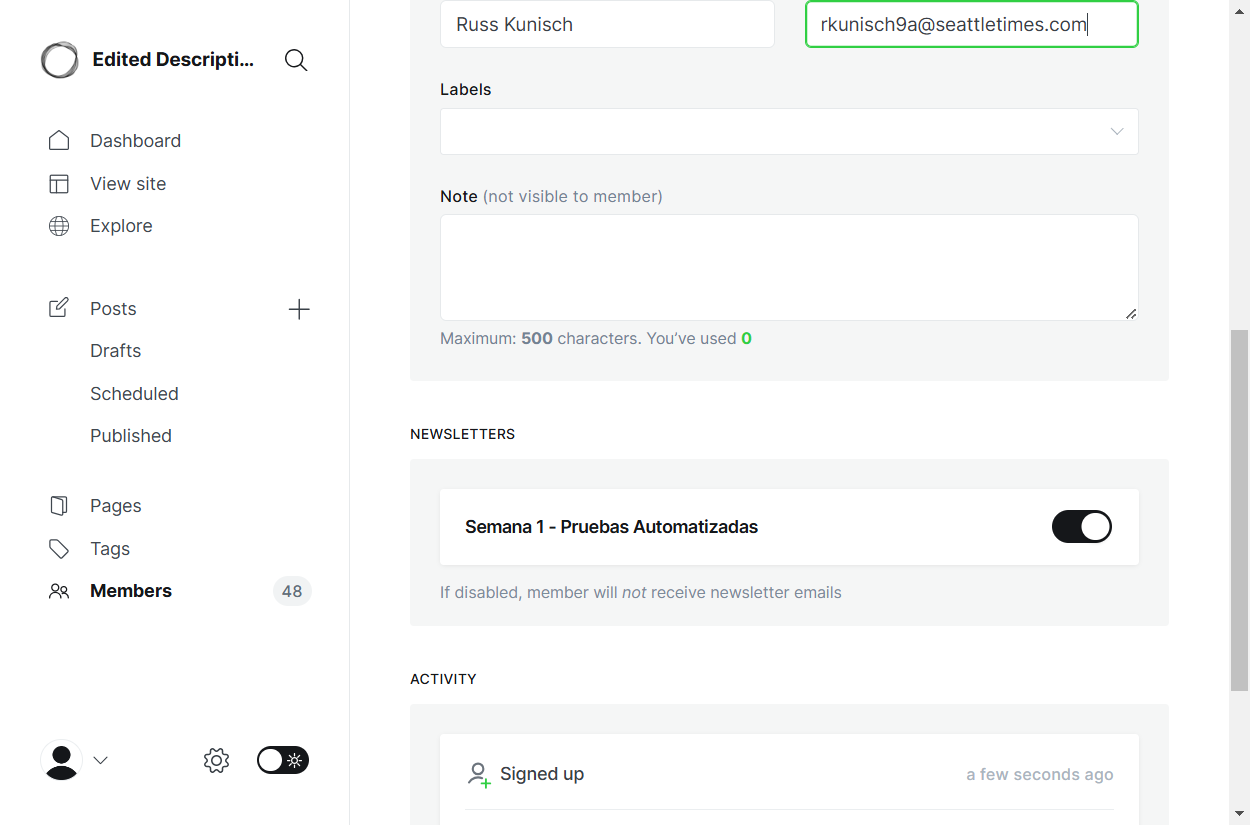 Edited Descripti...
Dashboard
View site
Explore
Posts
Drafts
Scheduled
Published
Pages
Tags
Members 48
Russ Kunisch rkunisch9a@seattletimes.com
Labels
Note (not visible to member)
Maximum: 500 characters. You’ve used 0
NEWSLETTERS
Semana 1 - Pruebas Automatizadas
If disabled, member will not receive newsletter emails
ACTIVITY
Signed up a few seconds ago